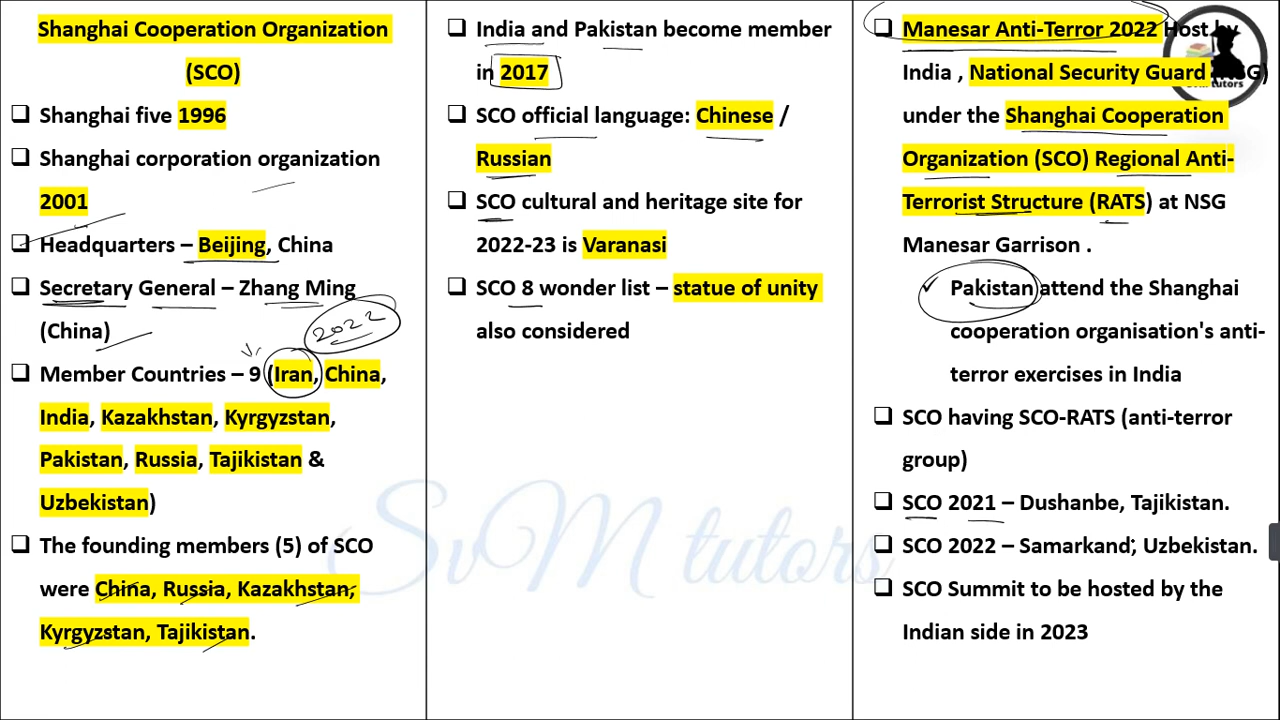 Shanghai Cooperation Organization
(SCO)
Shanghai five 1996
Shanghai corporation organization
2001
Headquarters – Beijing, China
Secretary General – Zhang Ming
(China)
2022
Member Countries – 9 (Iran, China,
India, Kazakhstan, Kyrgyzstan,
Pakistan, Russia, Tajikistan &
Uzbekistan)
The founding members (5) of SCO
were China, Russia, Kazakhstan,
Kyrgyzstan, Tajikistan.
India and Pakistan become member
in 2017
SCO official language: Chinese /
Russian
SCO cultural and heritage site for
2022-23 is Varanasi
SCO 8 wonder list – statue of unity
also considered
SvM tutors
Manesar Anti-Terror 2022 Host by
India , National Security Guard (NSG)
under the Shanghai Cooperation
Organization (SCO) Regional Anti-
Terrorist Structure (RATS) at NSG
Manesar Garrison .
Pakistan attend the Shanghai
cooperation organisation's anti-
terror exercises in India
SCO having SCO-RATS (anti-terror
group)
SCO 2021 – Dushanbe, Tajikistan.
SCO 2022 – Samarkand, Uzbekistan.
SCO Summit to be hosted by the
Indian side in 2023
tutors